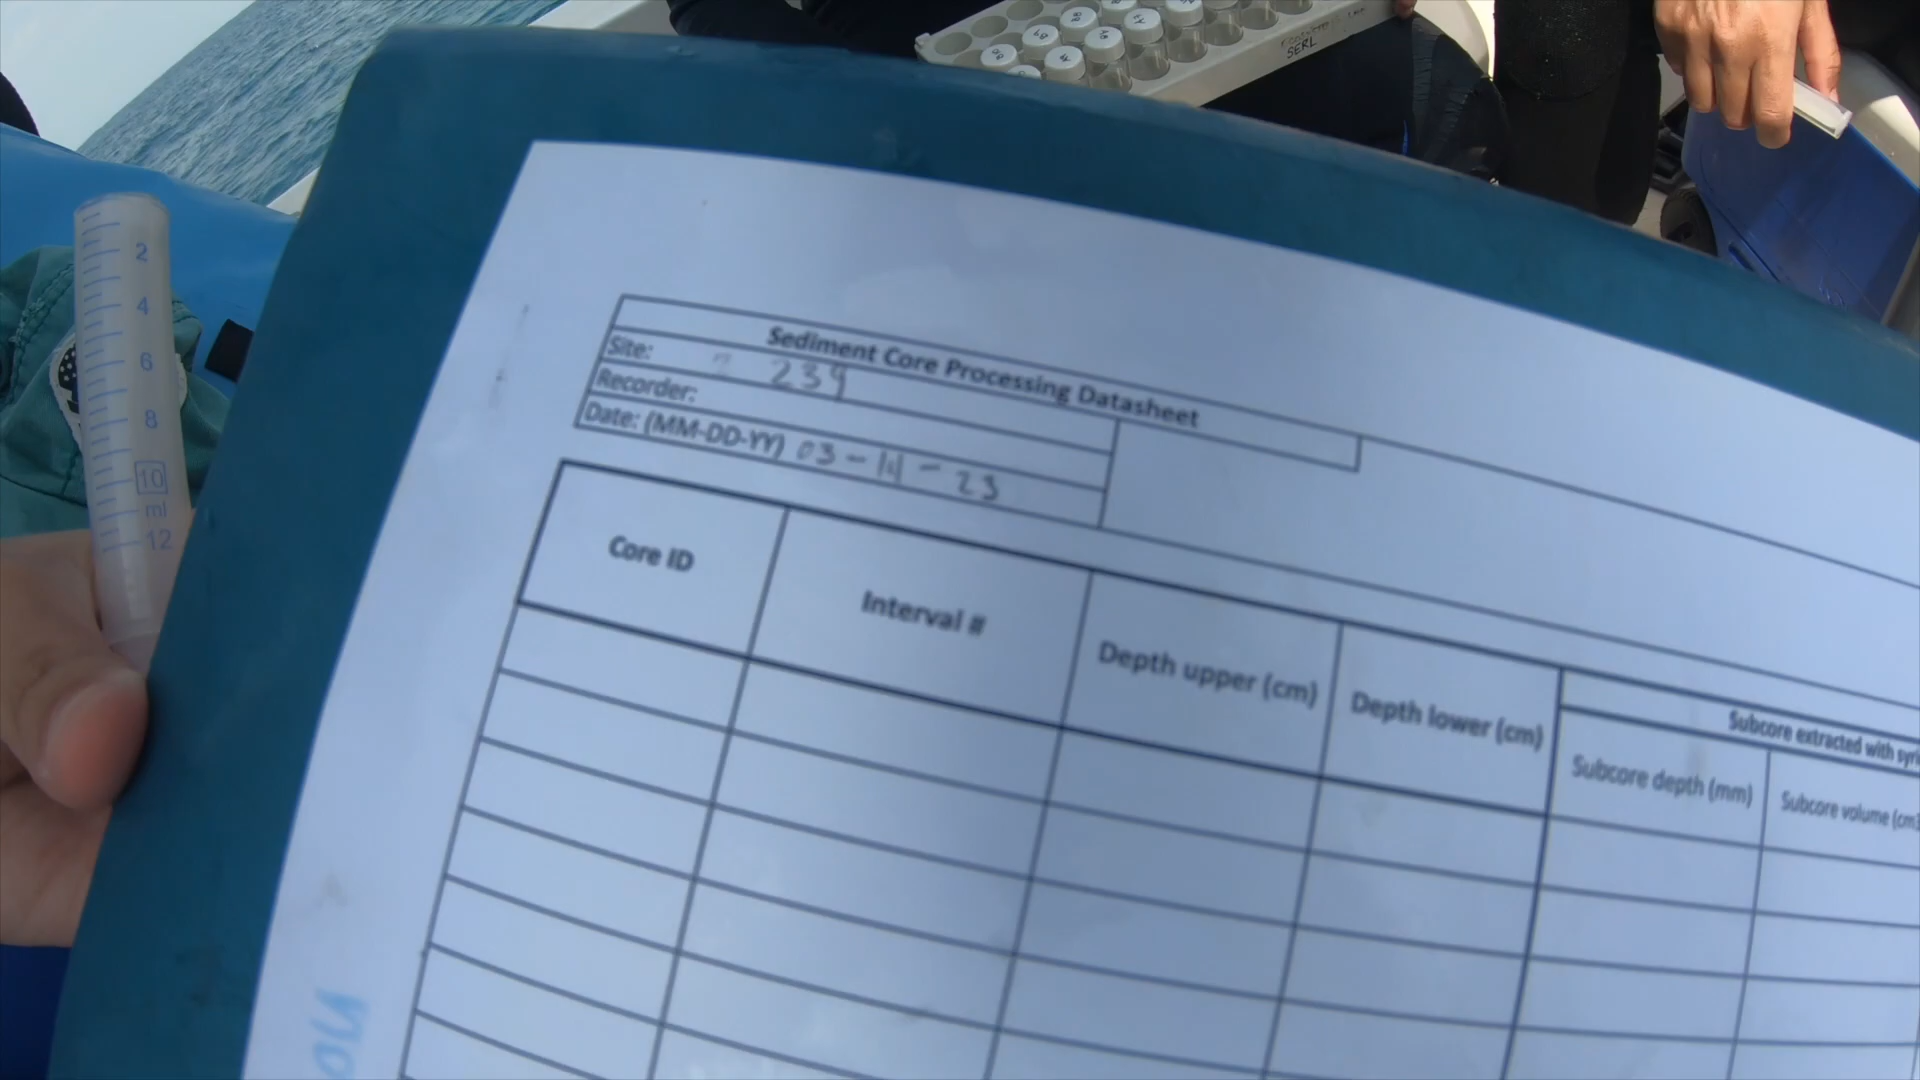 Sediment Core Processing Datasheet
Site: 239
Recorder:
Date: (MM-DD-YY) 03-14-23
Core ID
Interval #
Depth upper (cm)
Depth lower (cm)
Subcore extracted with
Subcore depth (mm)
Subcore volume
2
4
6
8
10
ml
12
SERL